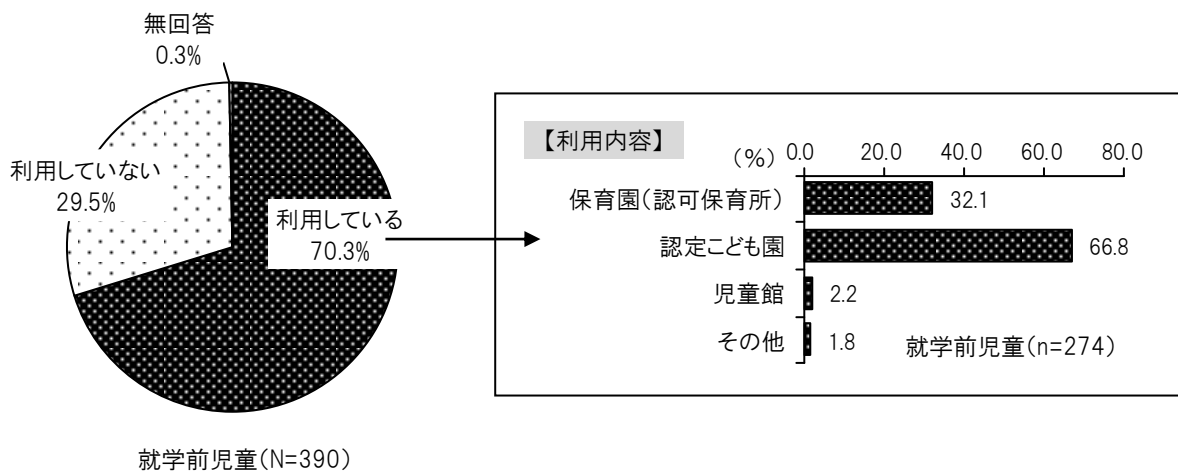 無回答
0.3%
利用していない
29.5%
利用している
70.3%
就学前児童(N=390)
【利用内容】
(%)
0.0 20.0 40.0 60.0 80.0
保育園(認可保育所) 32.1
認定こども園 66.8
児童館 2.2
その他 1.8
就学前児童(n=274)